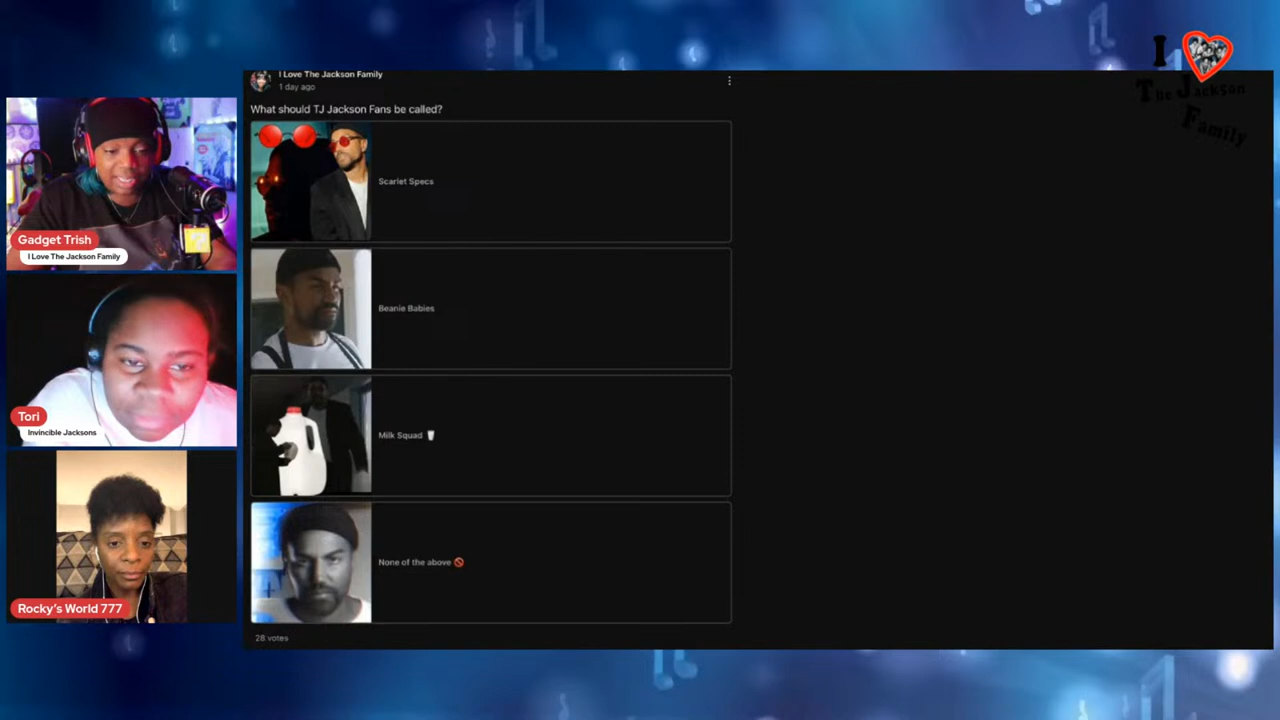 I
The Jackson
Family
I Love The Jackson Family
1 day ago
What should TJ Jackson Fans be called?
Scarlet Specs
Beanie Babies
Milk Squad 🥛
None of the above 🚫
28 votes
Gadget Trish
I Love The Jackson Family
Tori
Invincible Jacksons
Rocky's World 777